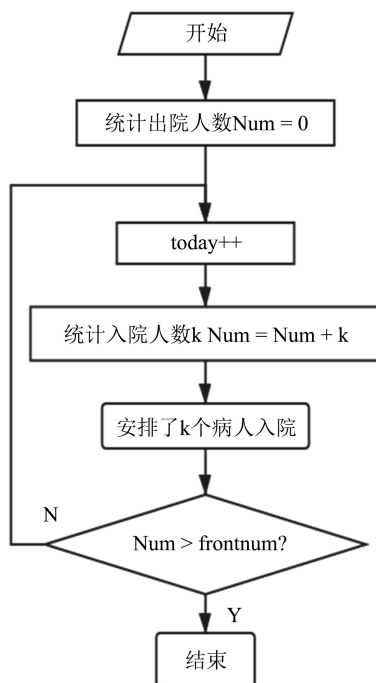 开始
统计出院人数Num = 0
today++
统计入院人数k Num = Num + k
安排了k个病人入院
N
Num > frontnum?
Y
结束